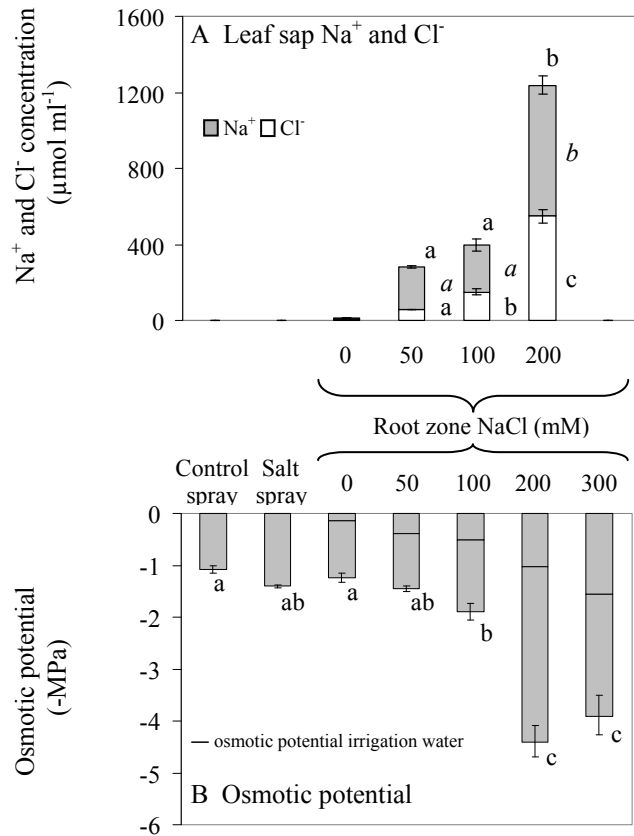 A Leaf sap Na⁺ and Cl⁻
Na⁺ and Cl⁻ concentration
(µmol ml⁻¹)
1600
1200
800
400
0
Na⁺ Cl⁻
a
a
a
a
a
b
b
b
c
0 50 100 200
Root zone NaCl (mM)
Control
spray
Salt
spray
0 50 100 200 300
Osmotic potential
(-MPa)
0
-1
-2
-3
-4
-5
-6
a ab a ab b c c
osmotic potential irrigation water
B Osmotic potential